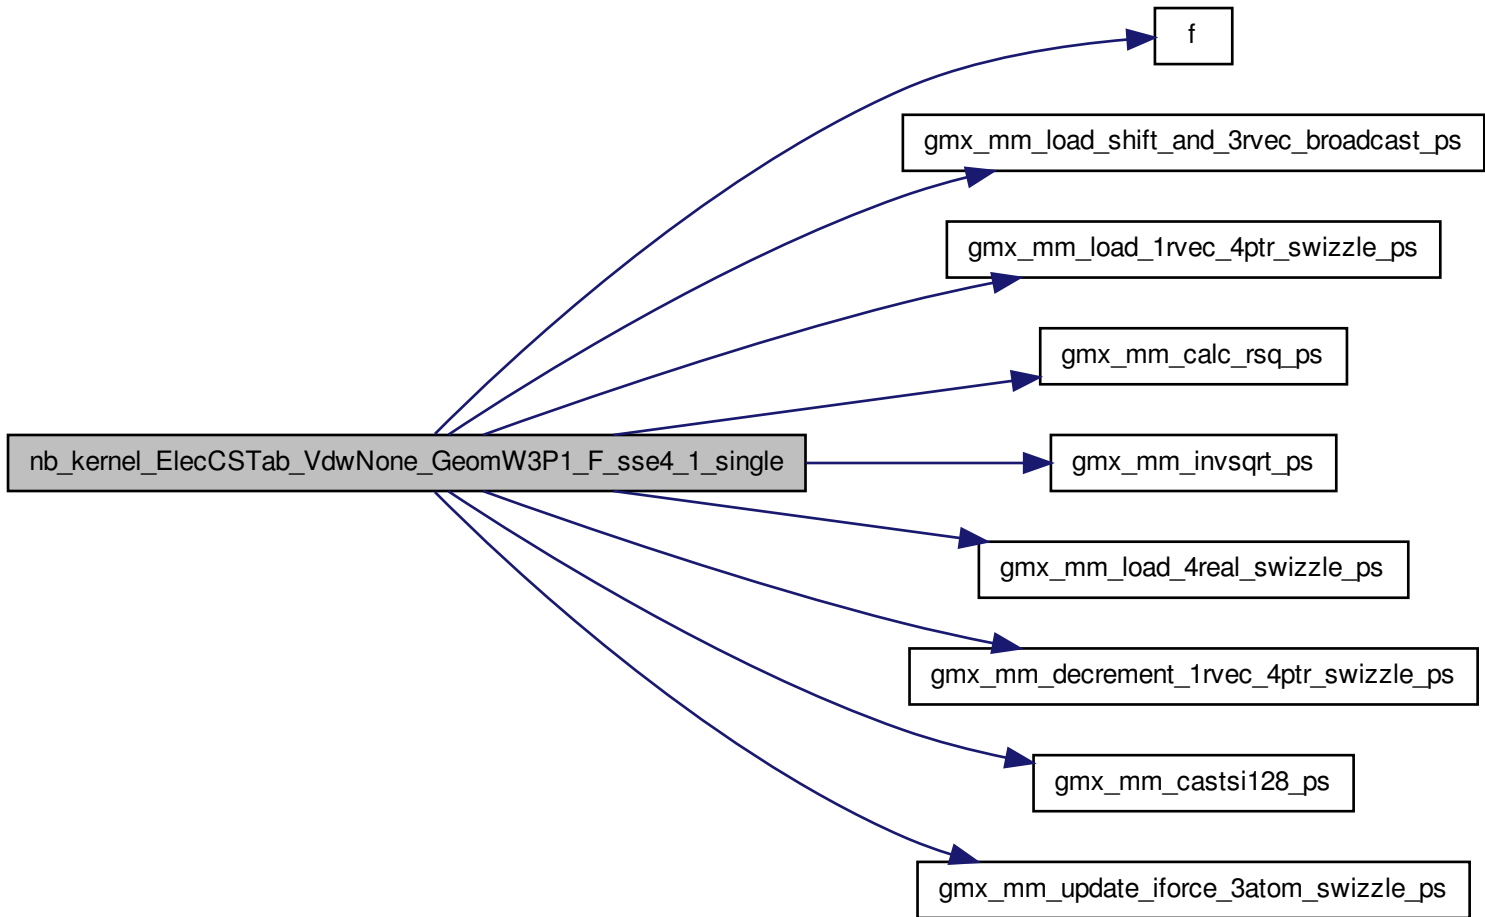 f
gmx_mm_load_shift_and_3rvec_broadcast_ps
gmx_mm_load_1rvec_4ptr_swizzle_ps
gmx_mm_calc_rsq_ps
nb_kernel_ElecCSTab_VdwNone_GeomW3P1_F_sse4_1_single
gmx_mm_invsqrt_ps
gmx_mm_load_4real_swizzle_ps
gmx_mm_decrement_1rvec_4ptr_swizzle_ps
gmx_mm_castsi128_ps
gmx_mm_update_iforce_3atom_swizzle_ps